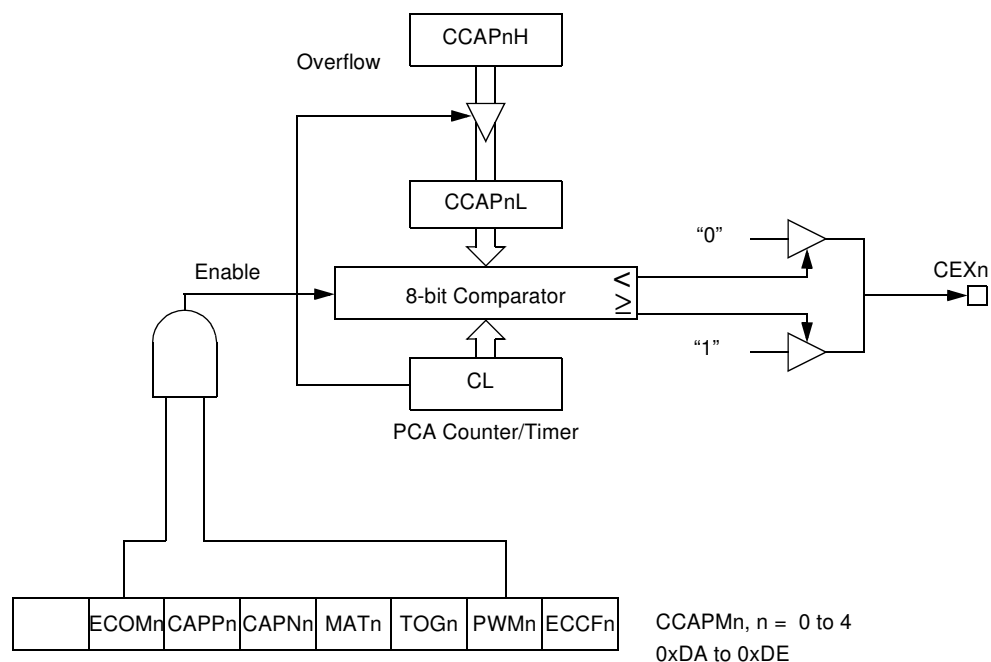 CCAPnH
Overflow
CCAPnL
“0”
Enable
<
CEXn
8-bit Comparator
≥
“1”
CL
PCA Counter/Timer
ECOMn CAPPn CAPNn MATn TOGn PWMn ECCFn
CCAPMn, n = 0 to 4
0xDA to 0xDE